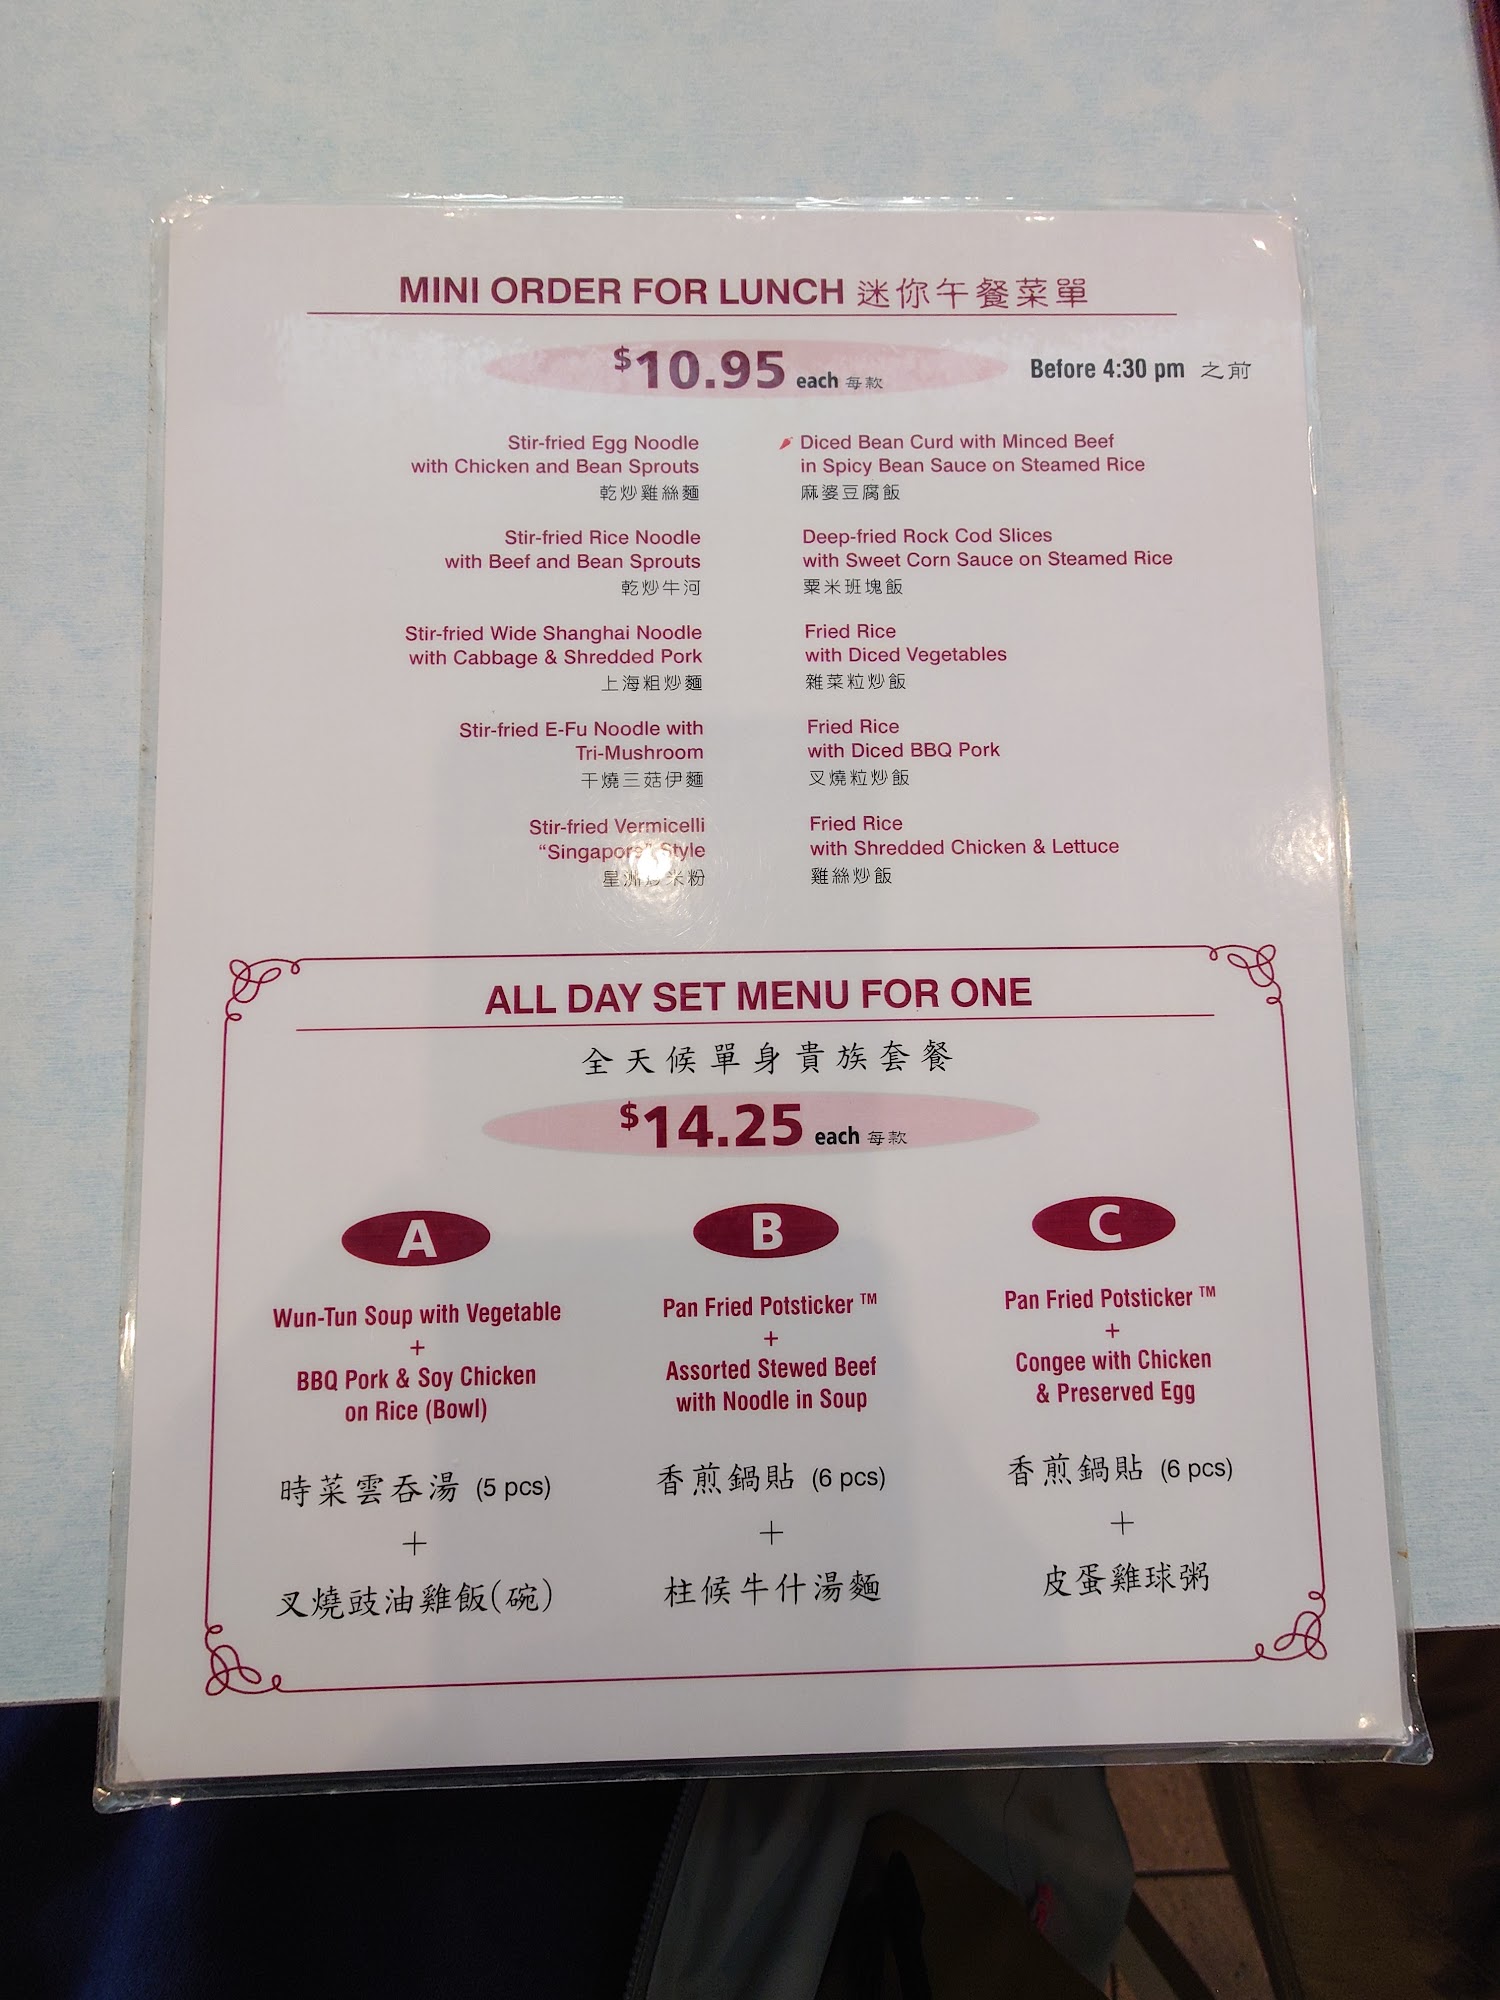 MINI ORDER FOR LUNCH 迷你午餐菜單
$10.95 each 每款
Before 4:30 pm 之前
Stir-fried Egg Noodle
with Chicken and Bean Sprouts
乾炒雞絲麵
Stir-fried Rice Noodle
with Beef and Bean Sprouts
乾炒牛河
Stir-fried Wide Shanghai Noodle
with Cabbage & Shredded Pork
上海粗炒麵
Stir-fried E-Fu Noodle with
Tri-Mushroom
干燒三菇伊麵
Stir-fried Vermicelli
“Singapore” Style
星洲炒米粉
Diced Bean Curd with Minced Beef
in Spicy Bean Sauce on Steamed Rice
麻婆豆腐飯
Deep-fried Rock Cod Slices
with Sweet Corn Sauce on Steamed Rice
粟米班塊飯
Fried Rice
with Diced Vegetables
雜菜粒炒飯
Fried Rice
with Diced BBQ Pork
叉燒粒炒飯
Fried Rice
with Shredded Chicken & Lettuce
雞絲炒飯
ALL DAY SET MENU FOR ONE
全天候單身貴族套餐
$14.25 each 每款
A
Wun-Tun Soup with Vegetable
+
BBQ Pork & Soy Chicken
on Rice (Bowl)
時菜雲吞湯 (5 pcs)
+
叉燒豉油雞飯(碗)
B
Pan Fried Potsticker ™
+
Assorted Stewed Beef
with Noodle in Soup
香煎鍋貼 (6 pcs)
+
柱候牛什湯麵
C
Pan Fried Potsticker ™
+
Congee with Chicken
& Preserved Egg
香煎鍋貼 (6 pcs)
+
皮蛋雞球粥